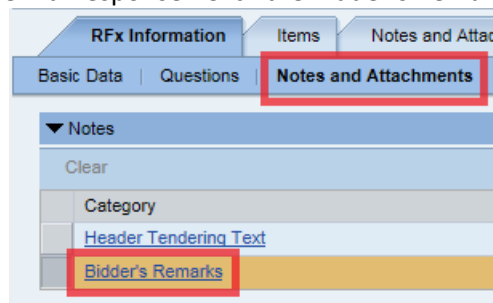 RFx Information Items Notes and Attac
Basic Data | Questions | Notes and Attachments
Notes
Clear
Category
Header Tendering Text
Bidder's Remarks